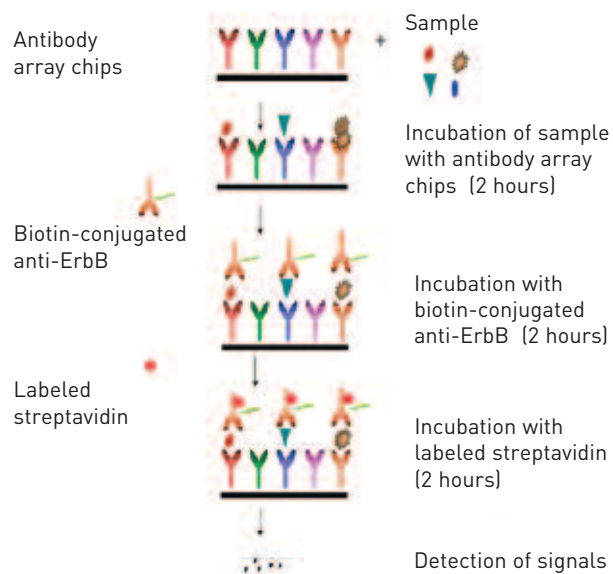 Antibody
array chips
+
Sample
Incubation of sample
with antibody array
chips (2 hours)
Biotin-conjugated
anti-ErbB
Incubation with
biotin-conjugated
anti-ErbB (2 hours)
Labeled
streptavidin
Incubation with
labeled streptavidin
(2 hours)
Detection of signals